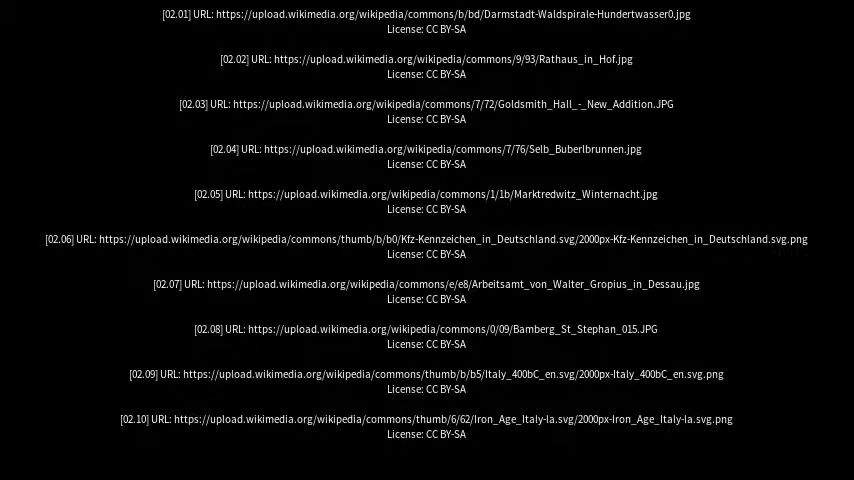 [02.01] URL: https://upload.wikimedia.org/wikipedia/commons/b/bd/Darmstadt-Waldspirale-Hundertwasser0.jpg
License: CC BY-SA
[02.02] URL: https://upload.wikimedia.org/wikipedia/commons/9/93/Rathaus_in_Hof.jpg
License: CC BY-SA
[02.03] URL: https://upload.wikimedia.org/wikipedia/commons/7/72/Goldsmith_Hall_-_New_Addition.JPG
License: CC BY-SA
[02.04] URL: https://upload.wikimedia.org/wikipedia/commons/7/76/Selb_Buberlbrunnen.jpg
License: CC BY-SA
[02.05] URL: https://upload.wikimedia.org/wikipedia/commons/1/1b/Marktredwitz_Winternacht.jpg
License: CC BY-SA
[02.06] URL: https://upload.wikimedia.org/wikipedia/commons/thumb/b/b0/Kfz-Kennzeichen_in_Deutschland.svg/2000px-Kfz-Kennzeichen_in_Deutschland.svg.png
License: CC BY-SA
[02.07] URL: https://upload.wikimedia.org/wikipedia/commons/e/e8/Arbeitsamt_von_Walter_Gropius_in_Dessau.jpg
License: CC BY-SA
[02.08] URL: https://upload.wikimedia.org/wikipedia/commons/0/09/Bamberg_St_Stephan_015.JPG
License: CC BY-SA
[02.09] URL: https://upload.wikimedia.org/wikipedia/commons/thumb/b/b5/Italy_400bC_en.svg/2000px-Italy_400bC_en.svg.png
License: CC BY-SA
[02.10] URL: https://upload.wikimedia.org/wikipedia/commons/thumb/6/62/Iron_Age_Italy-la.svg/2000px-Iron_Age_Italy-la.svg.png
License: CC BY-SA